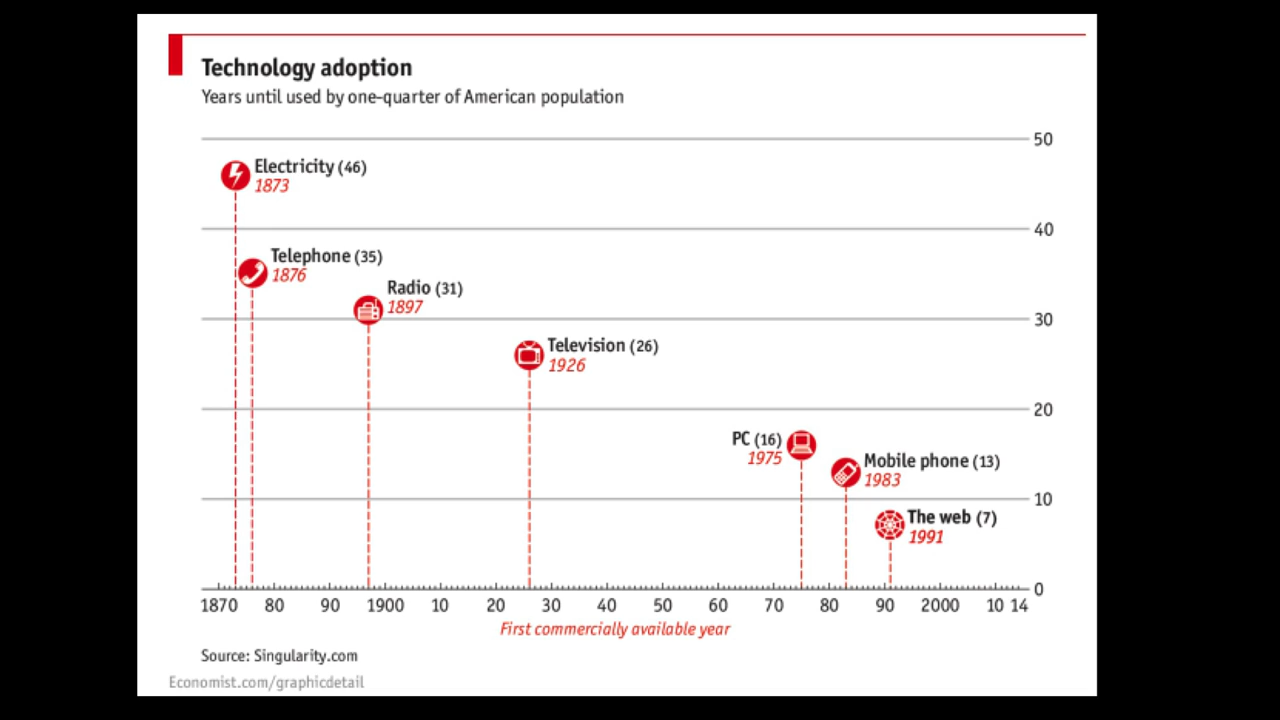 Technology adoption
Years until used by one-quarter of American population
50
Electricity (46)
1873
40
Telephone (35)
1876
Radio (31)
1897
30
Television (26)
1926
20
PC (16)
1975
Mobile phone (13)
1983
10
The web (7)
1991
0
1870 80 90 1900 10 20 30 40 50 60 70 80 90 2000 10 14
First commercially available year
Source: Singularity.com
Economist.com/graphicdetail